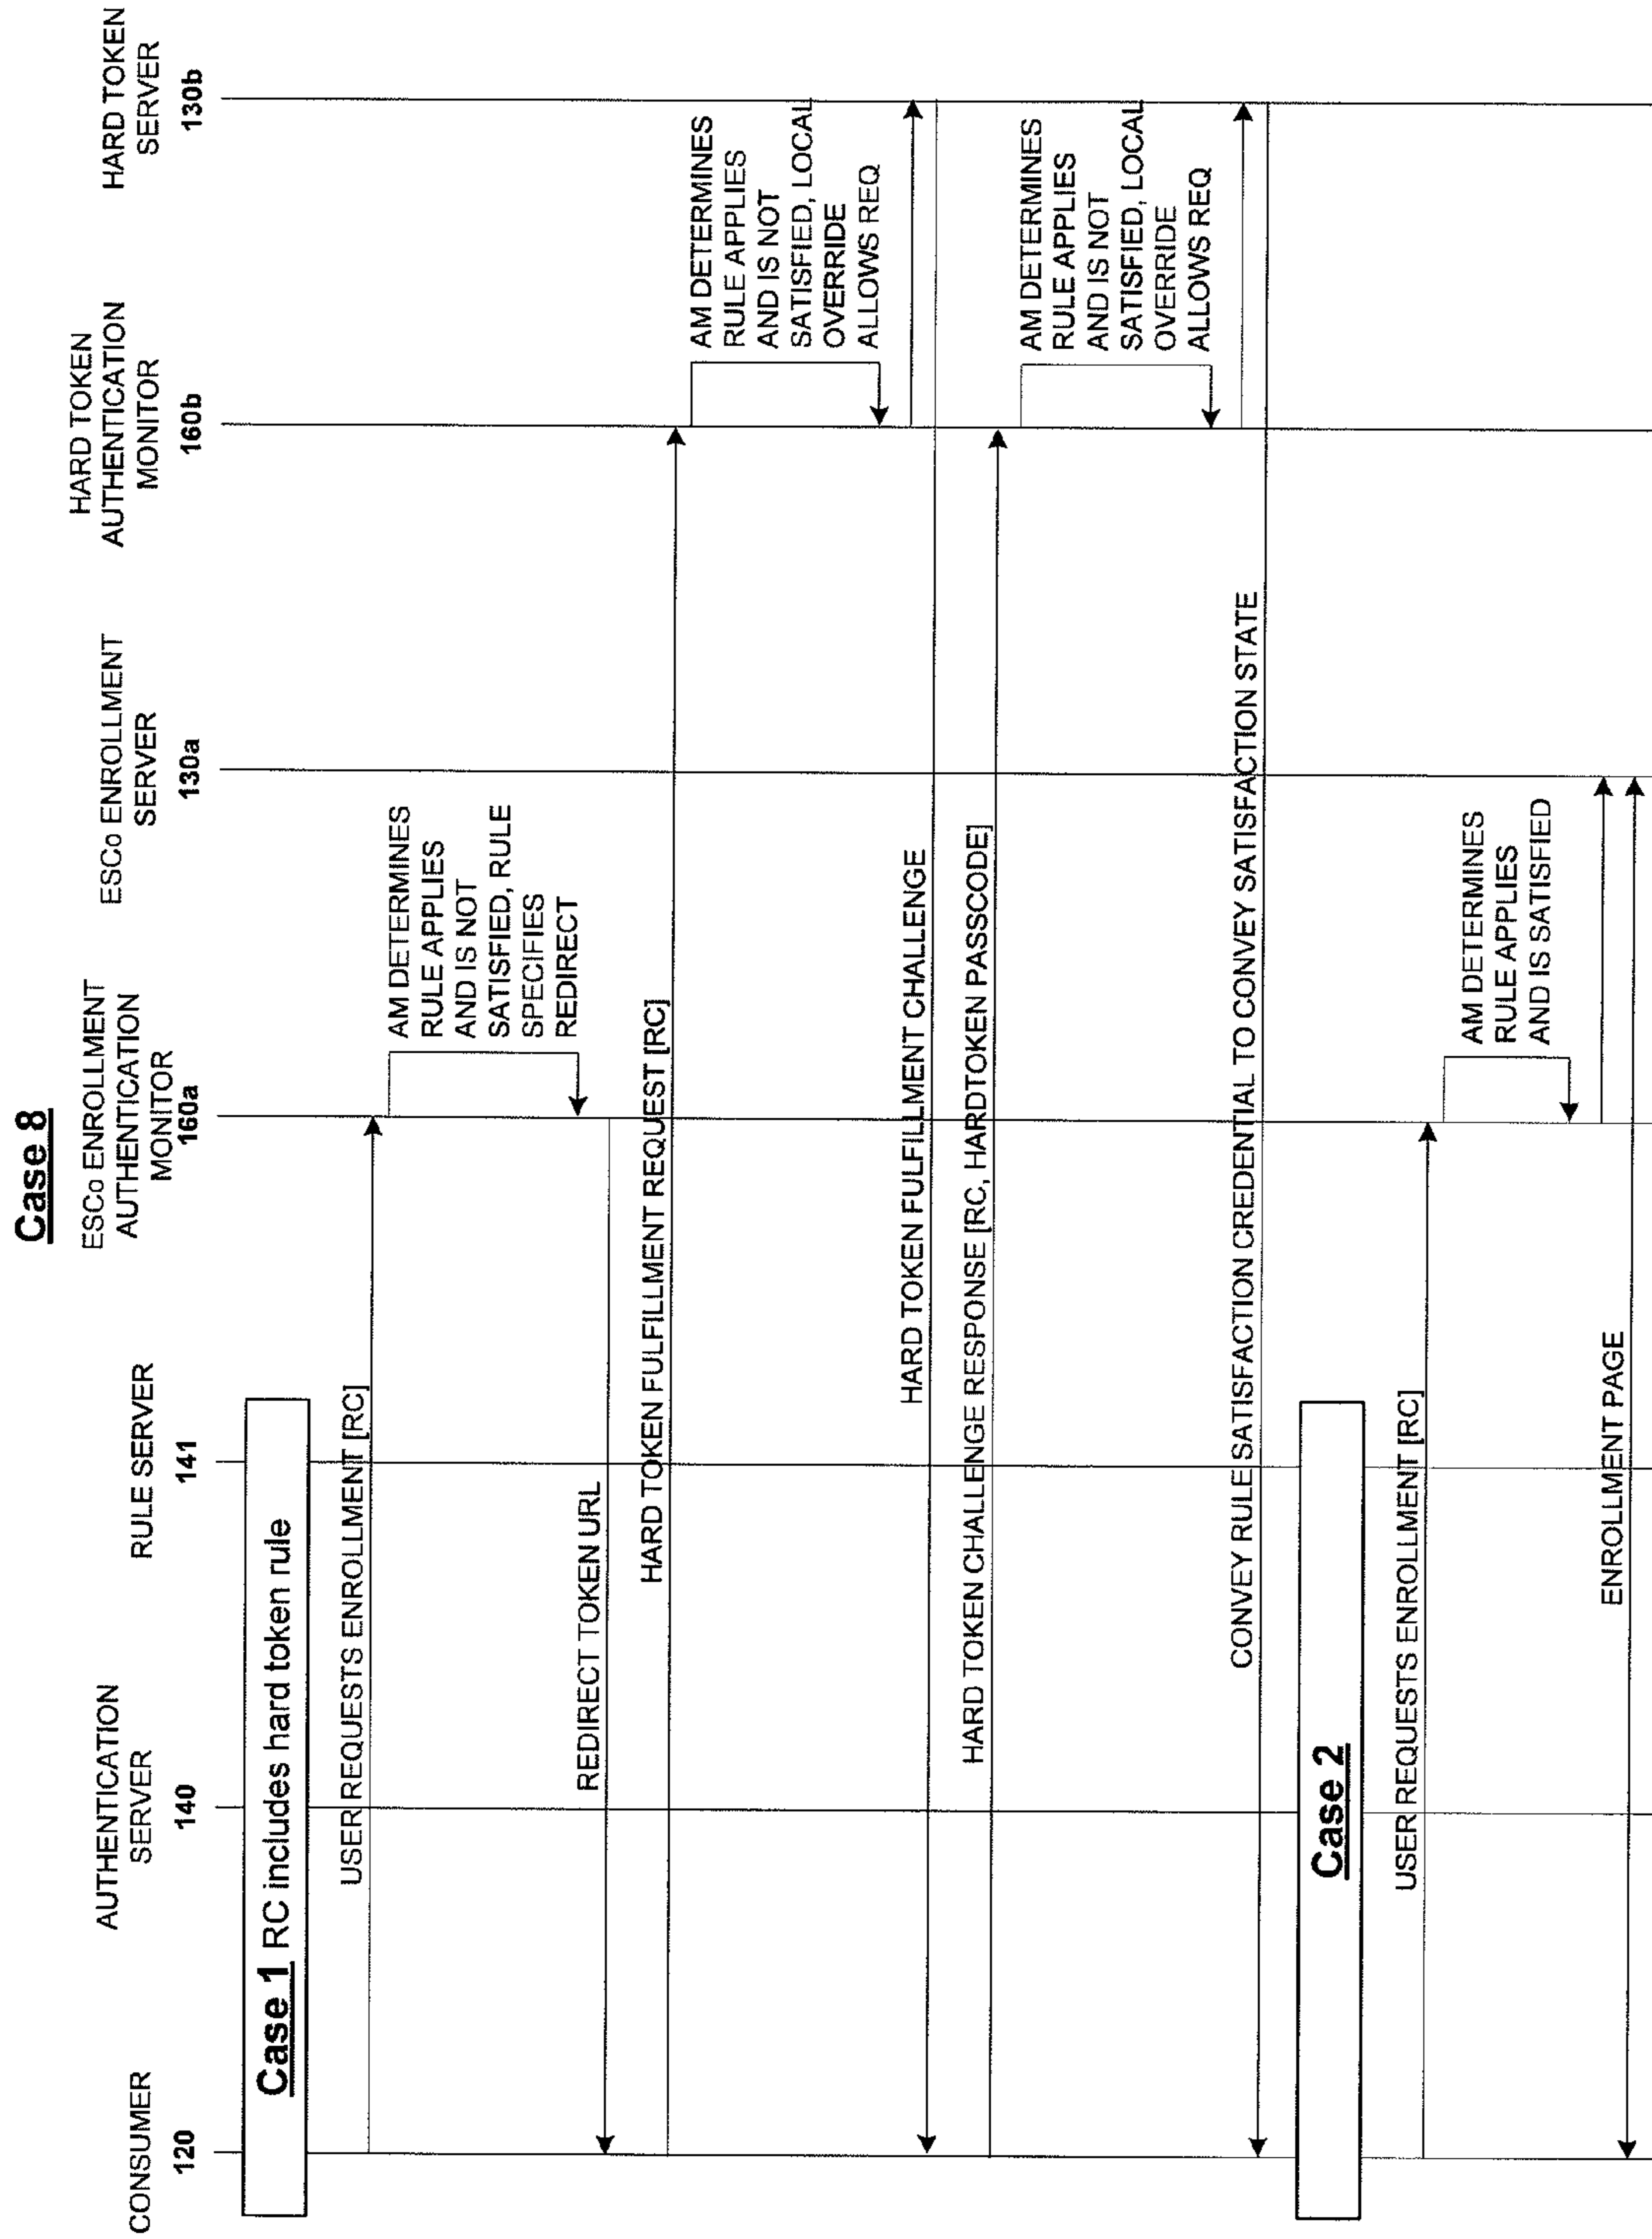 Case 8
CONSUMER
120
AUTHENTICATION
SERVER
140
RULE SERVER
141
ESCo ENROLLMENT
AUTHENTICATION
MONITOR
160a
ESCo ENROLLMENT
SERVER
130a
HARD TOKEN
AUTHENTICATION
MONITOR
160b
HARD TOKEN
SERVER
130b
Case 1 RC includes hard token rule
USER REQUESTS ENROLLMENT [RC]
AM DETERMINES
RULE APPLIES
AND IS NOT
SATISFIED, RULE
SPECIFIES
REDIRECT
REDIRECT TOKEN URL
HARD TOKEN FULFILLMENT REQUEST [RC]
AM DETERMINES
RULE APPLIES
AND IS NOT
SATISFIED, LOCAL
OVERRIDE
ALLOWS REQ
HARD TOKEN FULFILLMENT CHALLENGE
HARD TOKEN CHALLENGE RESPONSE [RC, HARDTOKEN PASSCODE]
AM DETERMINES
RULE APPLIES
AND IS NOT
SATISFIED, LOCAL
OVERRIDE
ALLOWS REQ
CONVEY RULE SATISFACTION CREDENTIAL TO CONVEY SATISFACTION STATE
Case 2
USER REQUESTS ENROLLMENT [RC]
AM DETERMINES
RULE APPLIES
AND IS SATISFIED
ENROLLMENT PAGE